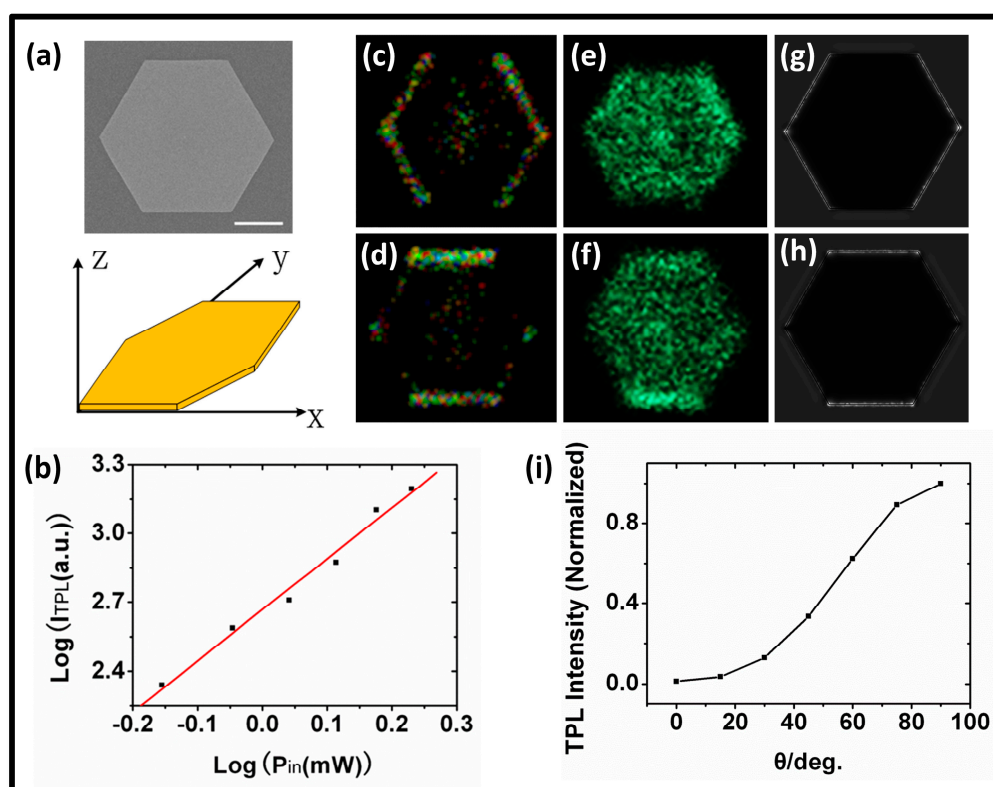 (a)
(c)
(e)
(g)
z
y
x
(d)
(f)
(h)
(b)
3.3
3.0
2.7
2.4
Log (ITPL(a.u.))
-0.2 -0.1 0.0 0.1 0.2 0.3
Log (Pin(mW))
(i)
0.8
0.4
0.0
TPL Intensity (Normalized)
0 20 40 60 80 100
θ/deg.